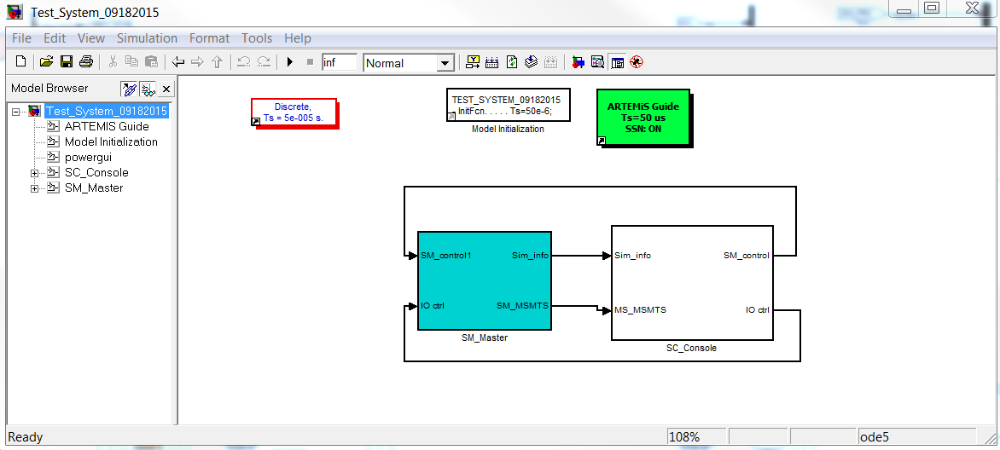 Test_System_09182015
File Edit View Simulation Format Tools Help
inf Normal
Model Browser
Test_System_09182015
ARTEMIS Guide
Model Initialization
powergui
SC_Console
SM_Master
Discrete,
Ts = 5e-005 s.
TEST_SYSTEM_09182015
InitFcn. . . . . Ts=50e-6;
Model Initialization
ARTEMiS Guide
Ts=50 us
SSN: ON
SM_control1 Sim_info
IO ctrl SM_MSMTS
SM_Master
Sim_info SM_control
MS_MSMTS IO ctrl
SC_Console
Ready 108% ode5